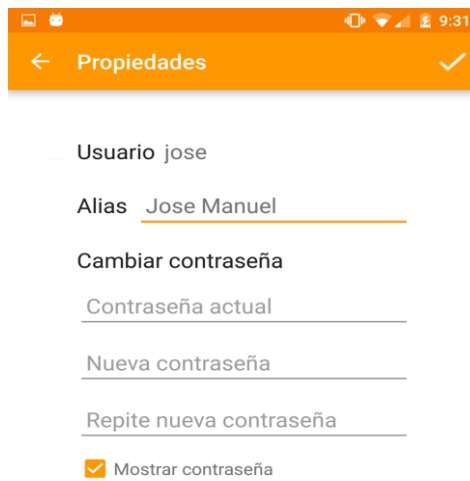 9:31
Propiedades
Usuario jose
Alias Jose Manuel
Cambiar contraseña
Contraseña actual
Nueva contraseña
Repite nueva contraseña
Mostrar contraseña